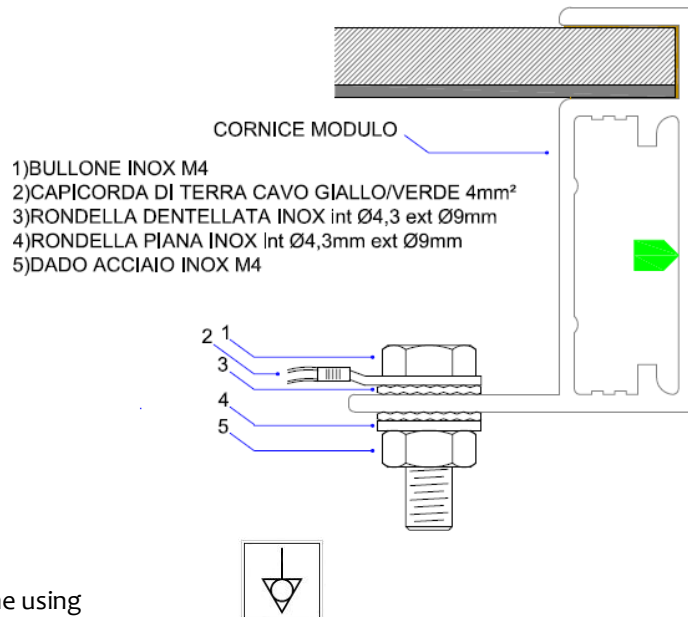 CORNICE MODULO
1)BULLONE INOX M4
2)CAPICORDA DI TERRA CAVO GIALLO/VERDE 4mm²
3)RONDELLA DENTELLATA INOX int Ø4,3 ext Ø9mm
4)RONDELLA PIANA INOX Int Ø4,3mm ext Ø9mm
5)DADO ACCIAIO INOX M4
2 1
3
4
5
ne using